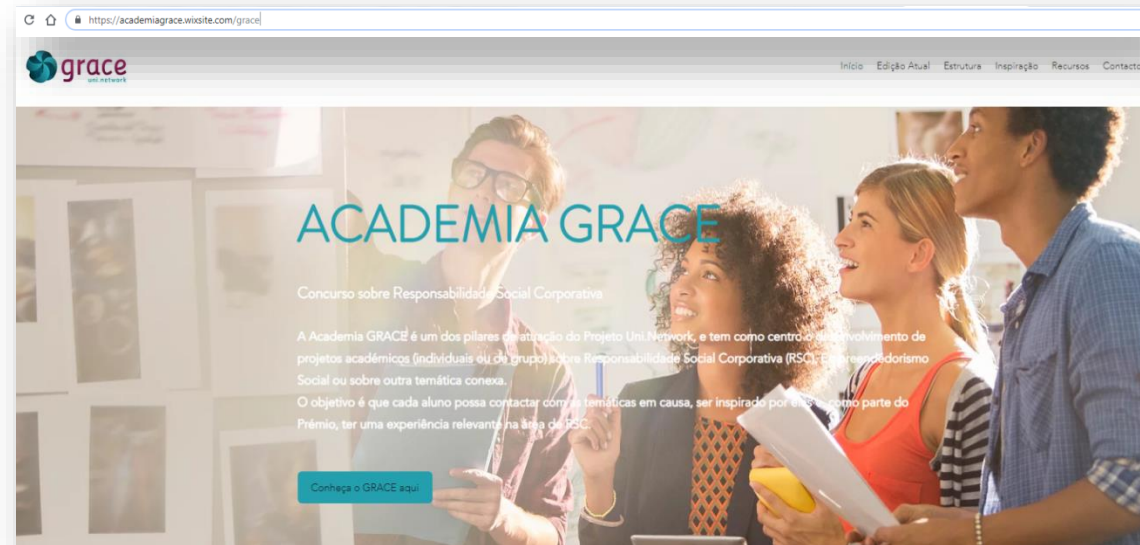 https://academiagrace.wixsite.com/grace
grace
uni.network
Início Edição Atual Estrutura Inspiração Recursos Contacto
ACADEMIA GRACE
Concurso sobre Responsabilidade Social Corporativa
A Academia GRACE é um dos pilares de atuação do Projeto Uni.Network, e tem como centro o desenvolvimento de
projetos académicos (individuais ou de grupo) sobre Responsabilidade Social Corporativa (RSC), Empreendedorismo
Social ou sobre outra temática conexa.
O objetivo é que cada aluno possa contactar com as temáticas em causa, ser inspirado por elas e, como parte do
Prémio, ter uma experiência relevante na área de RSC.
Conheça o GRACE aqui